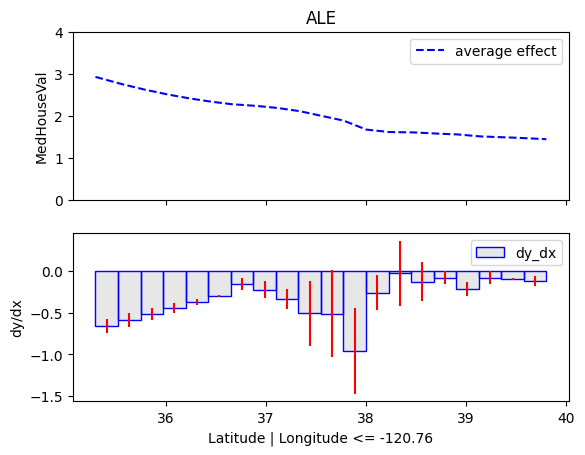 ALE
4
3
2
1
0
MedHouseVal
average effect
0.0
−0.5
−1.0
−1.5
dy/dx
dy_dx
36 37 38 39 40
Latitude | Longitude <= -120.76